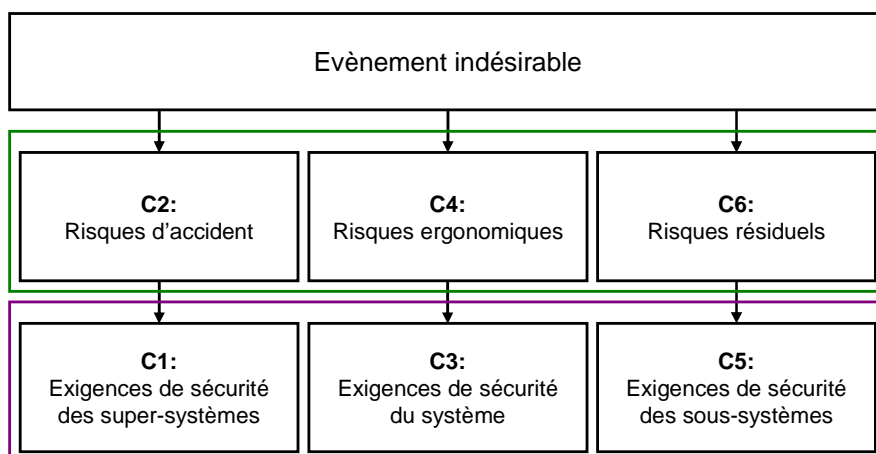 Evènement indésirable
C2:
Risques d'accident
C4:
Risques ergonomiques
C6:
Risques résiduels
C1:
Exigences de sécurité
des super-systèmes
C3:
Exigences de sécurité
du système
C5:
Exigences de sécurité
des sous-systèmes